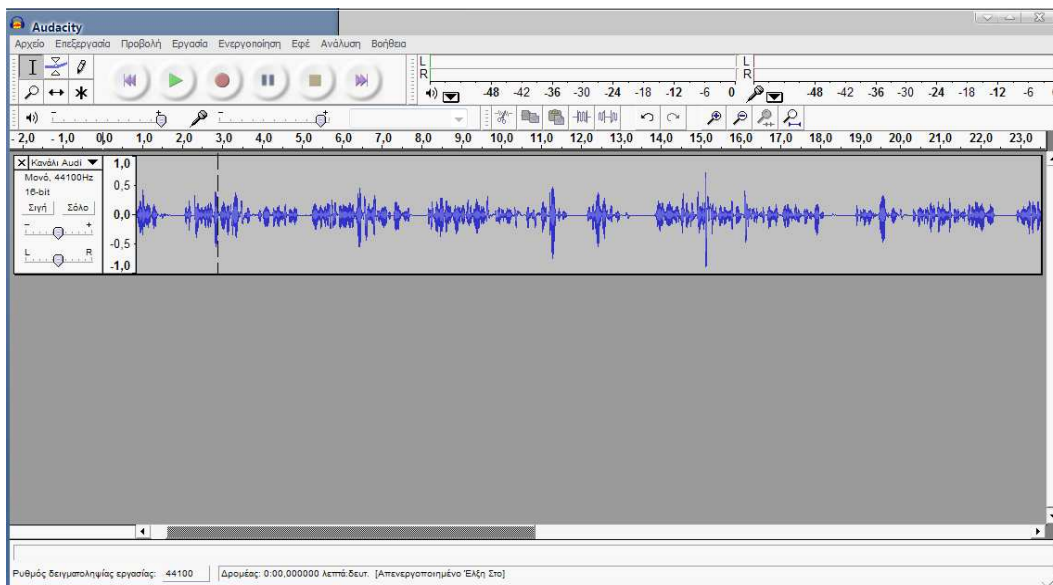 Audacity
Αρχείο Επεξεργασία Προβολή Εργασία Ενεργοποίηση Εφέ Ανάλυση Βοήθεια
L L
R R
-48 -42 -36 -30 -24 -18 -12 -6 0 -48 -42 -36 -30 -24 -18 -12 -6
- 2,0 - 1,0 0,0 1,0 2,0 3,0 4,0 5,0 6,0 7,0 8,0 9,0 10,0 11,0 12,0 13,0 14,0 15,0 16,0 17,0 18,0 19,0 20,0 21,0 22,0 23,0
Κανάλι Audi 1,0
Μονό, 44100Hz
16-bit 0,5
Σιγή Σόλο 0,0
- +
-0,5
L R
-1,0
Ρυθμός δειγματοληψίας εργασίας: 44100 Δρομέας: 0:00,000000 λεπτά:δευτ. [Απενεργοποιημένο Έλξη Στο]